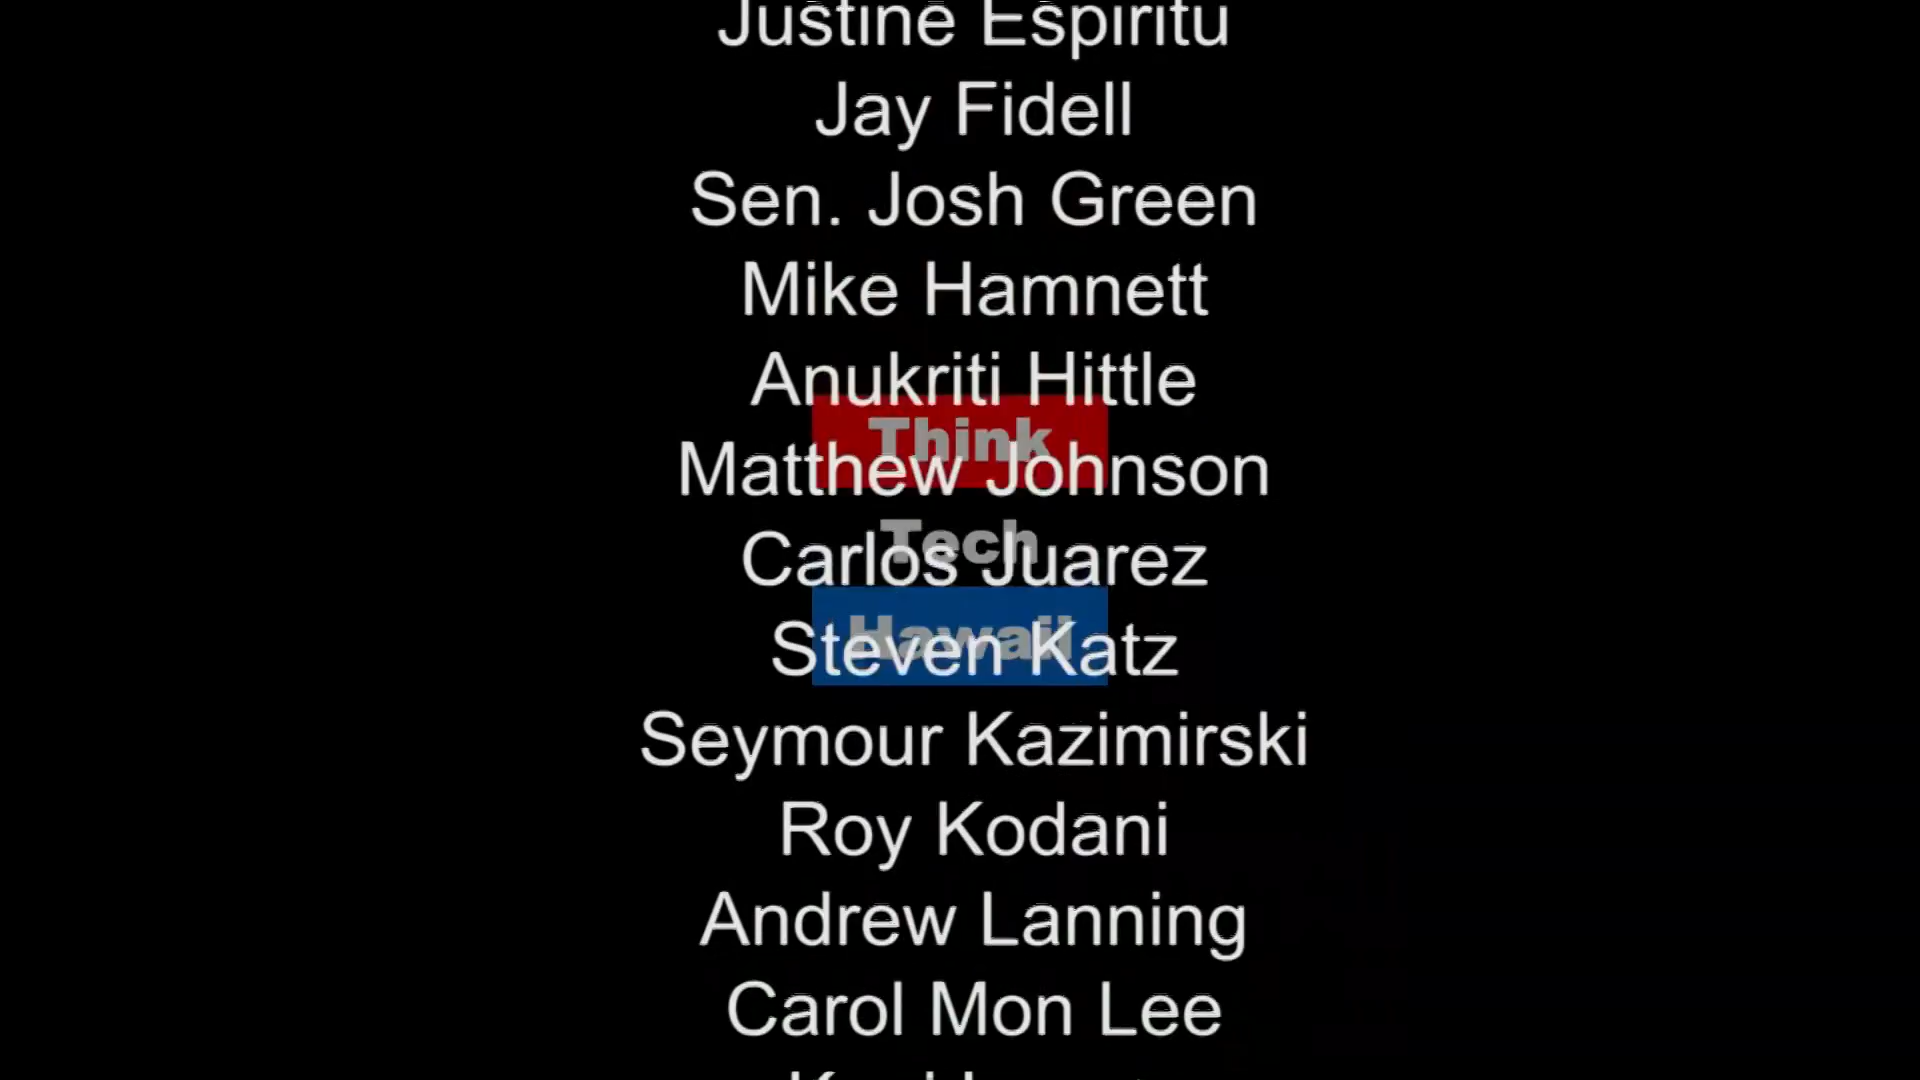 Justine Espiritu
Jay Fidell
Sen. Josh Green
Mike Hamnett
Anukriti Hittle
Think
Matthew Johnson
Tech
Carlos Juarez
Hawaii
Steven Katz
Seymour Kazimirski
Roy Kodani
Andrew Lanning
Carol Mon Lee